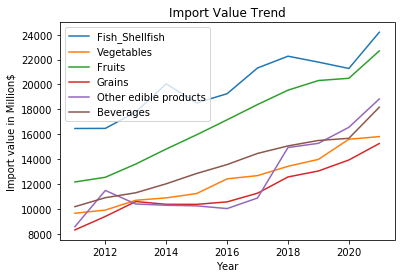 Import Value Trend
Import value in Million$
24000
22000
20000
18000
16000
14000
12000
10000
8000
Fish_Shellfish
Vegetables
Fruits
Grains
Other edible products
Beverages
2012
2014
2016
2018
2020
Year